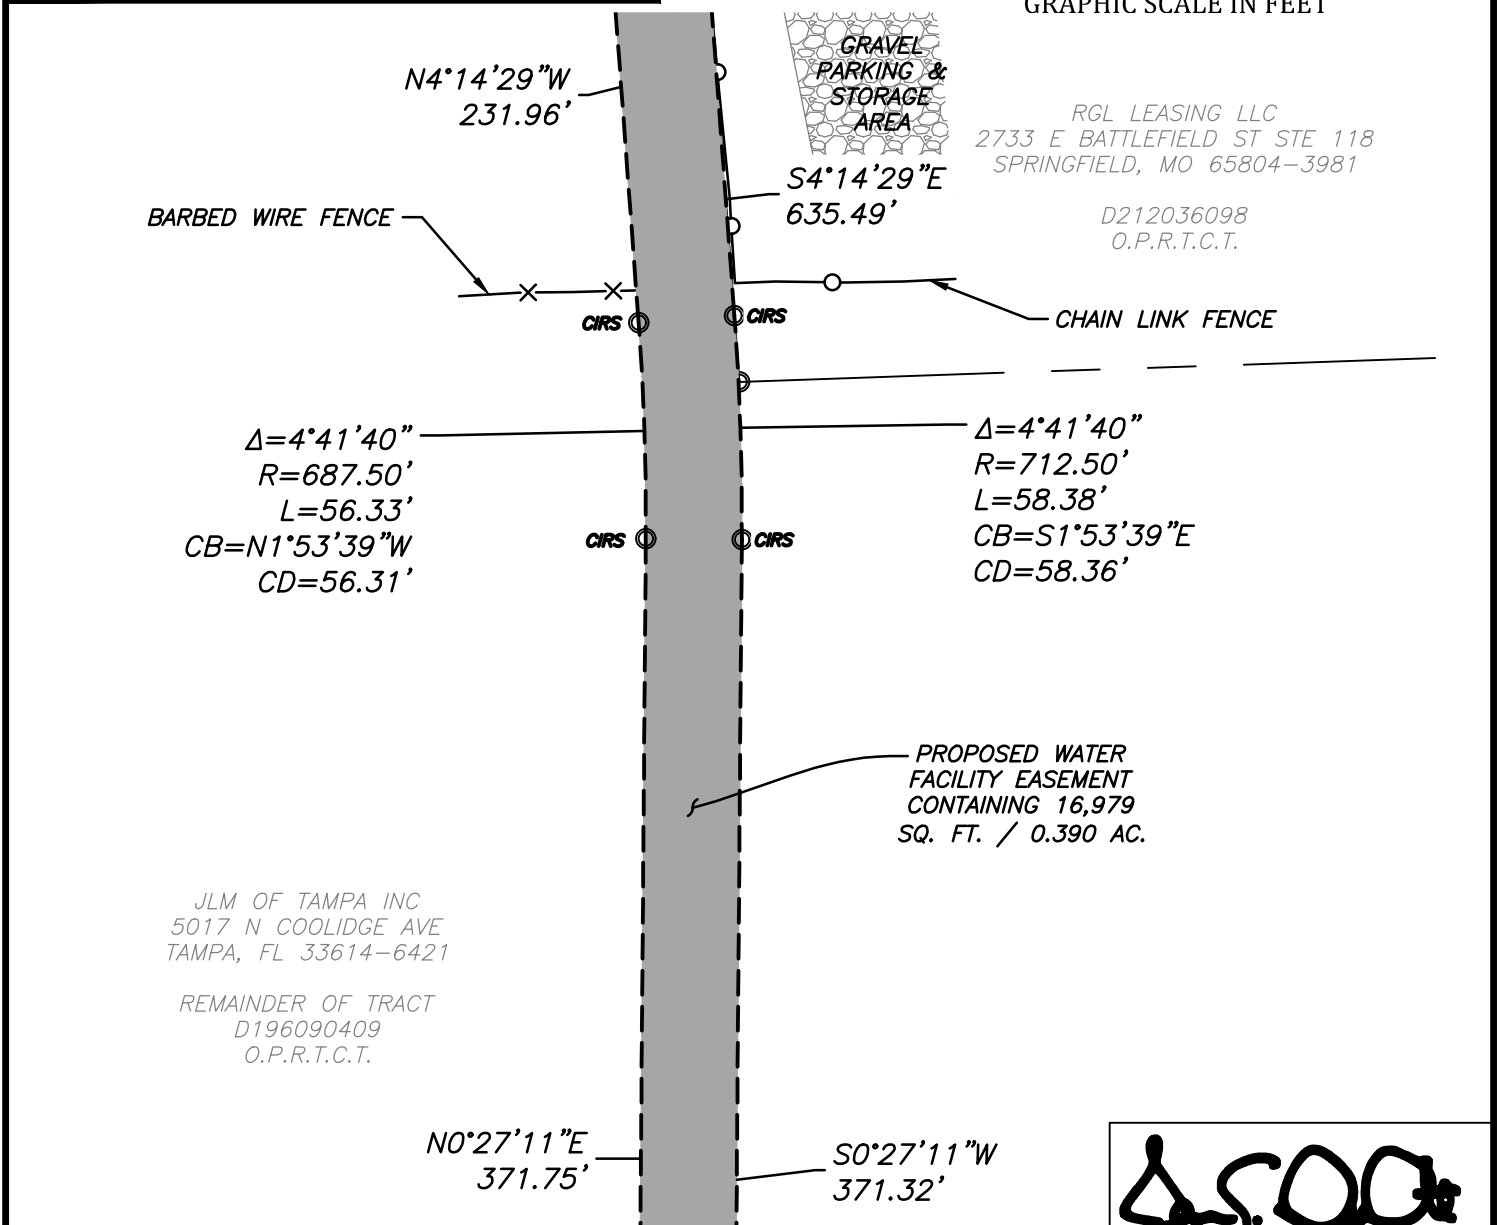 GRAPHIC SCALE IN FEET
N4°14'29"W
231.96'
GRAVEL
PARKING &
STORAGE
AREA
RGL LEASING LLC
2733 E BATTLEFIELD ST STE 118
SPRINGFIELD, MO 65804-3981
D212036098
O.P.R.T.C.T.
S4°14'29"E
635.49'
BARBED WIRE FENCE
CHAIN LINK FENCE
CIRS
CIRS
Δ=4°41'40"
R=687.50'
L=56.33'
CB=N1°53'39"W
CD=56.31'
Δ=4°41'40"
R=712.50'
L=58.38'
CB=S1°53'39"E
CD=58.36'
CIRS
CIRS
PROPOSED WATER
FACILITY EASEMENT
CONTAINING 16,979
SQ. FT. / 0.390 AC.
JLM OF TAMPA INC
5017 N COOLIDGE AVE
TAMPA, FL 33614-6421
REMAINDER OF TRACT
D196090409
O.P.R.T.C.T.
N0°27'11"E
371.75'
S0°27'11"W
371.32'